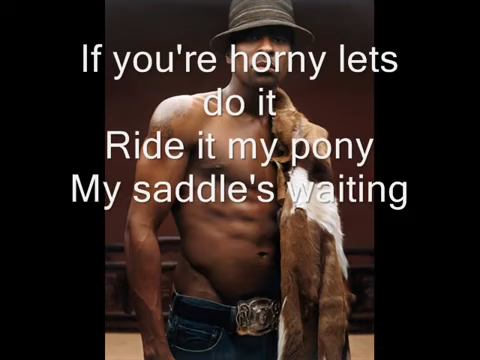 If you're horny lets
do it
Ride it my pony
My saddle's waiting